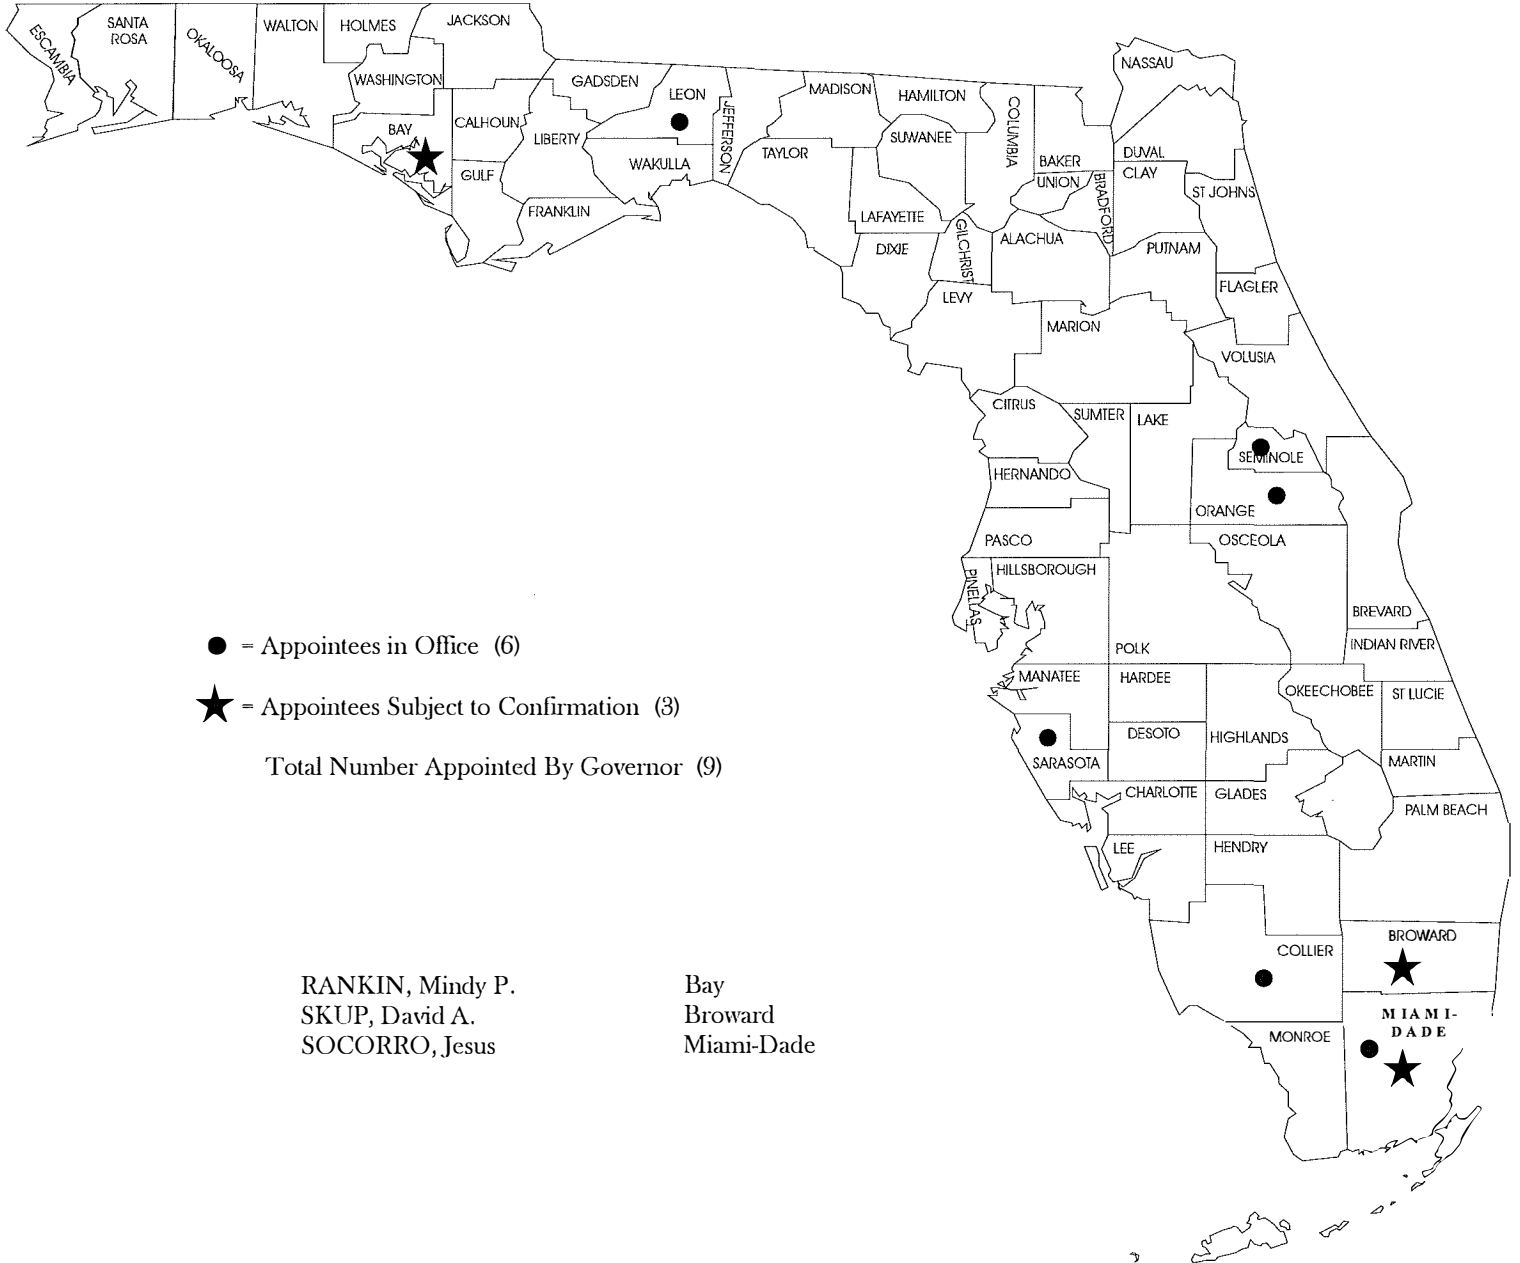 ESCAMBIA
SANTA
ROSA
OKALOOSA
WALTON
HOLMES
JACKSON
WASHINGTON
BAY
CALHOUN
GULF
GADSDEN
LIBERTY
FRANKLIN
LEON
WAKULLA
JEFFERSON
MADISON
TAYLOR
HAMILTON
SUWANEE
LAFAYETTE
DIXIE
COLUMBIA
GILCHRIST
BAKER
UNION
BRADFORD
ALACHUA
LEVY
NASSAU
DUVAL
CLAY
ST JOHNS
PUTNAM
FLAGLER
MARION
VOLUSIA
CITRUS
SUMTER
LAKE
SEMINOLE
HERNANDO
ORANGE
PASCO
OSCEOLA
HILLSBOROUGH
PINELLAS
BREVARD
POLK
INDIAN RIVER
= Appointees in Office (6)
MANATEE
HARDEE
OKEECHOBEE
ST LUCIE
= Appointees Subject to Confirmation (3)
DESOTO
HIGHLANDS
SARASOTA
MARTIN
Total Number Appointed By Governor (9)
CHARLOTTE
GLADES
PALM BEACH
LEE
HENDRY
BROWARD
COLLIER
MIAMI-
DADE
MONROE
RANKIN, Mindy P. Bay
SKUP, David A. Broward
SOCORRO, Jesus Miami-Dade